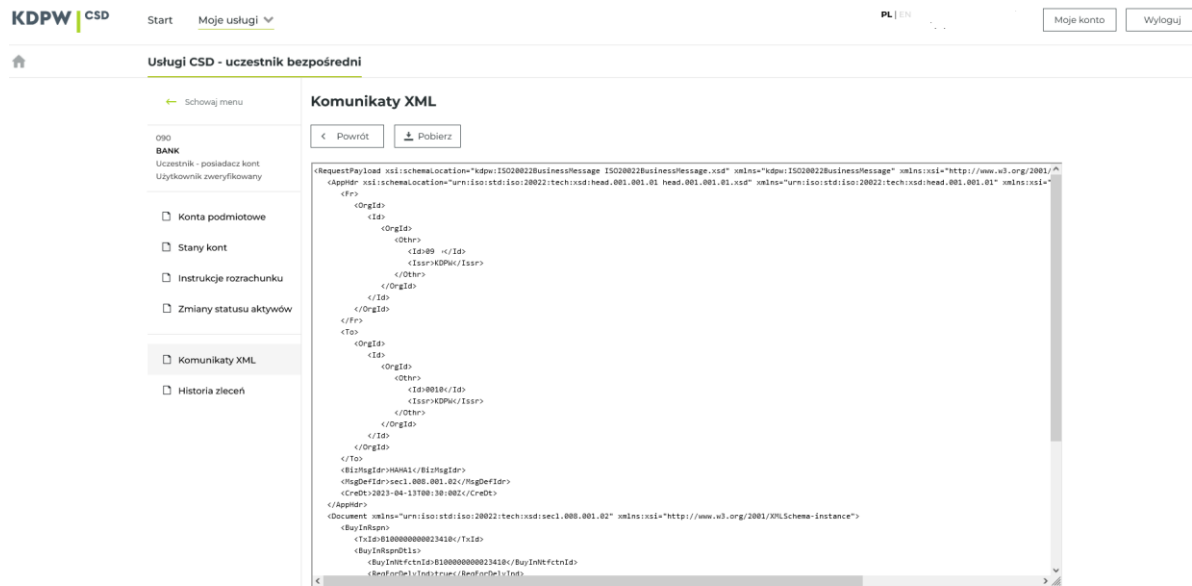 KDPW CSD Start Moje usługi PL | EN Moje konto Wyloguj
Usługi CSD - uczestnik bezpośredni
← Schowaj menu
090
BANK
Uczestnik - posiadacz kont
Użytkownik zweryfikowany
Konta podmiotowe
Stany kont
Instrukcje rozrachunku
Zmiany statusu aktywów
Komunikaty XML
Historia zleceń
Komunikaty XML
< Powrót Pobierz
<RequestPayload xsi:schemaLocation="kdpw:ISO20022BusinessMessage ISO20022BusinessMessage.xsd" xmlns="kdpw:ISO20022BusinessMessage" xmlns:xsi="http://www.w3.org/2001/
<AppHdr xsi:schemaLocation="urn:iso:std:iso:20022:tech:xsd:head.001.001.01 head.001.001.01.xsd" xmlns="urn:iso:std:iso:20022:tech:xsd:head.001.001.01" xmlns:xsi="
<Fr>
<OrgId>
<Id>
<OrgId>
<Othr>
<Id>09 </Id>
<Issr>KDPW</Issr>
</Othr>
</OrgId>
</Id>
</OrgId>
</Fr>
<To>
<OrgId>
<Id>
<OrgId>
<Othr>
<Id>0010</Id>
<Issr>KDPW</Issr>
</Othr>
</OrgId>
</Id>
</OrgId>
</To>
<BizMsgIdr>HAHA1</BizMsgIdr>
<MsgDefIdr>secl.008.001.02</MsgDefIdr>
<CreDt>2023-04-13T00:30:00Z</CreDt>
</AppHdr>
<Document xmlns="urn:iso:std:iso:20022:tech:xsd:secl.008.001.02" xmlns:xsi="http://www.w3.org/2001/XMLSchema-instance">
<BuyInRspn>
<TxId>B100000000023410</TxId>
<BuyInRspnDtls>
<BuyInNtfctnId>B100000000023410</BuyInNtfctnId>
<ReqForDelvInd>true</ReqForDelvInd>